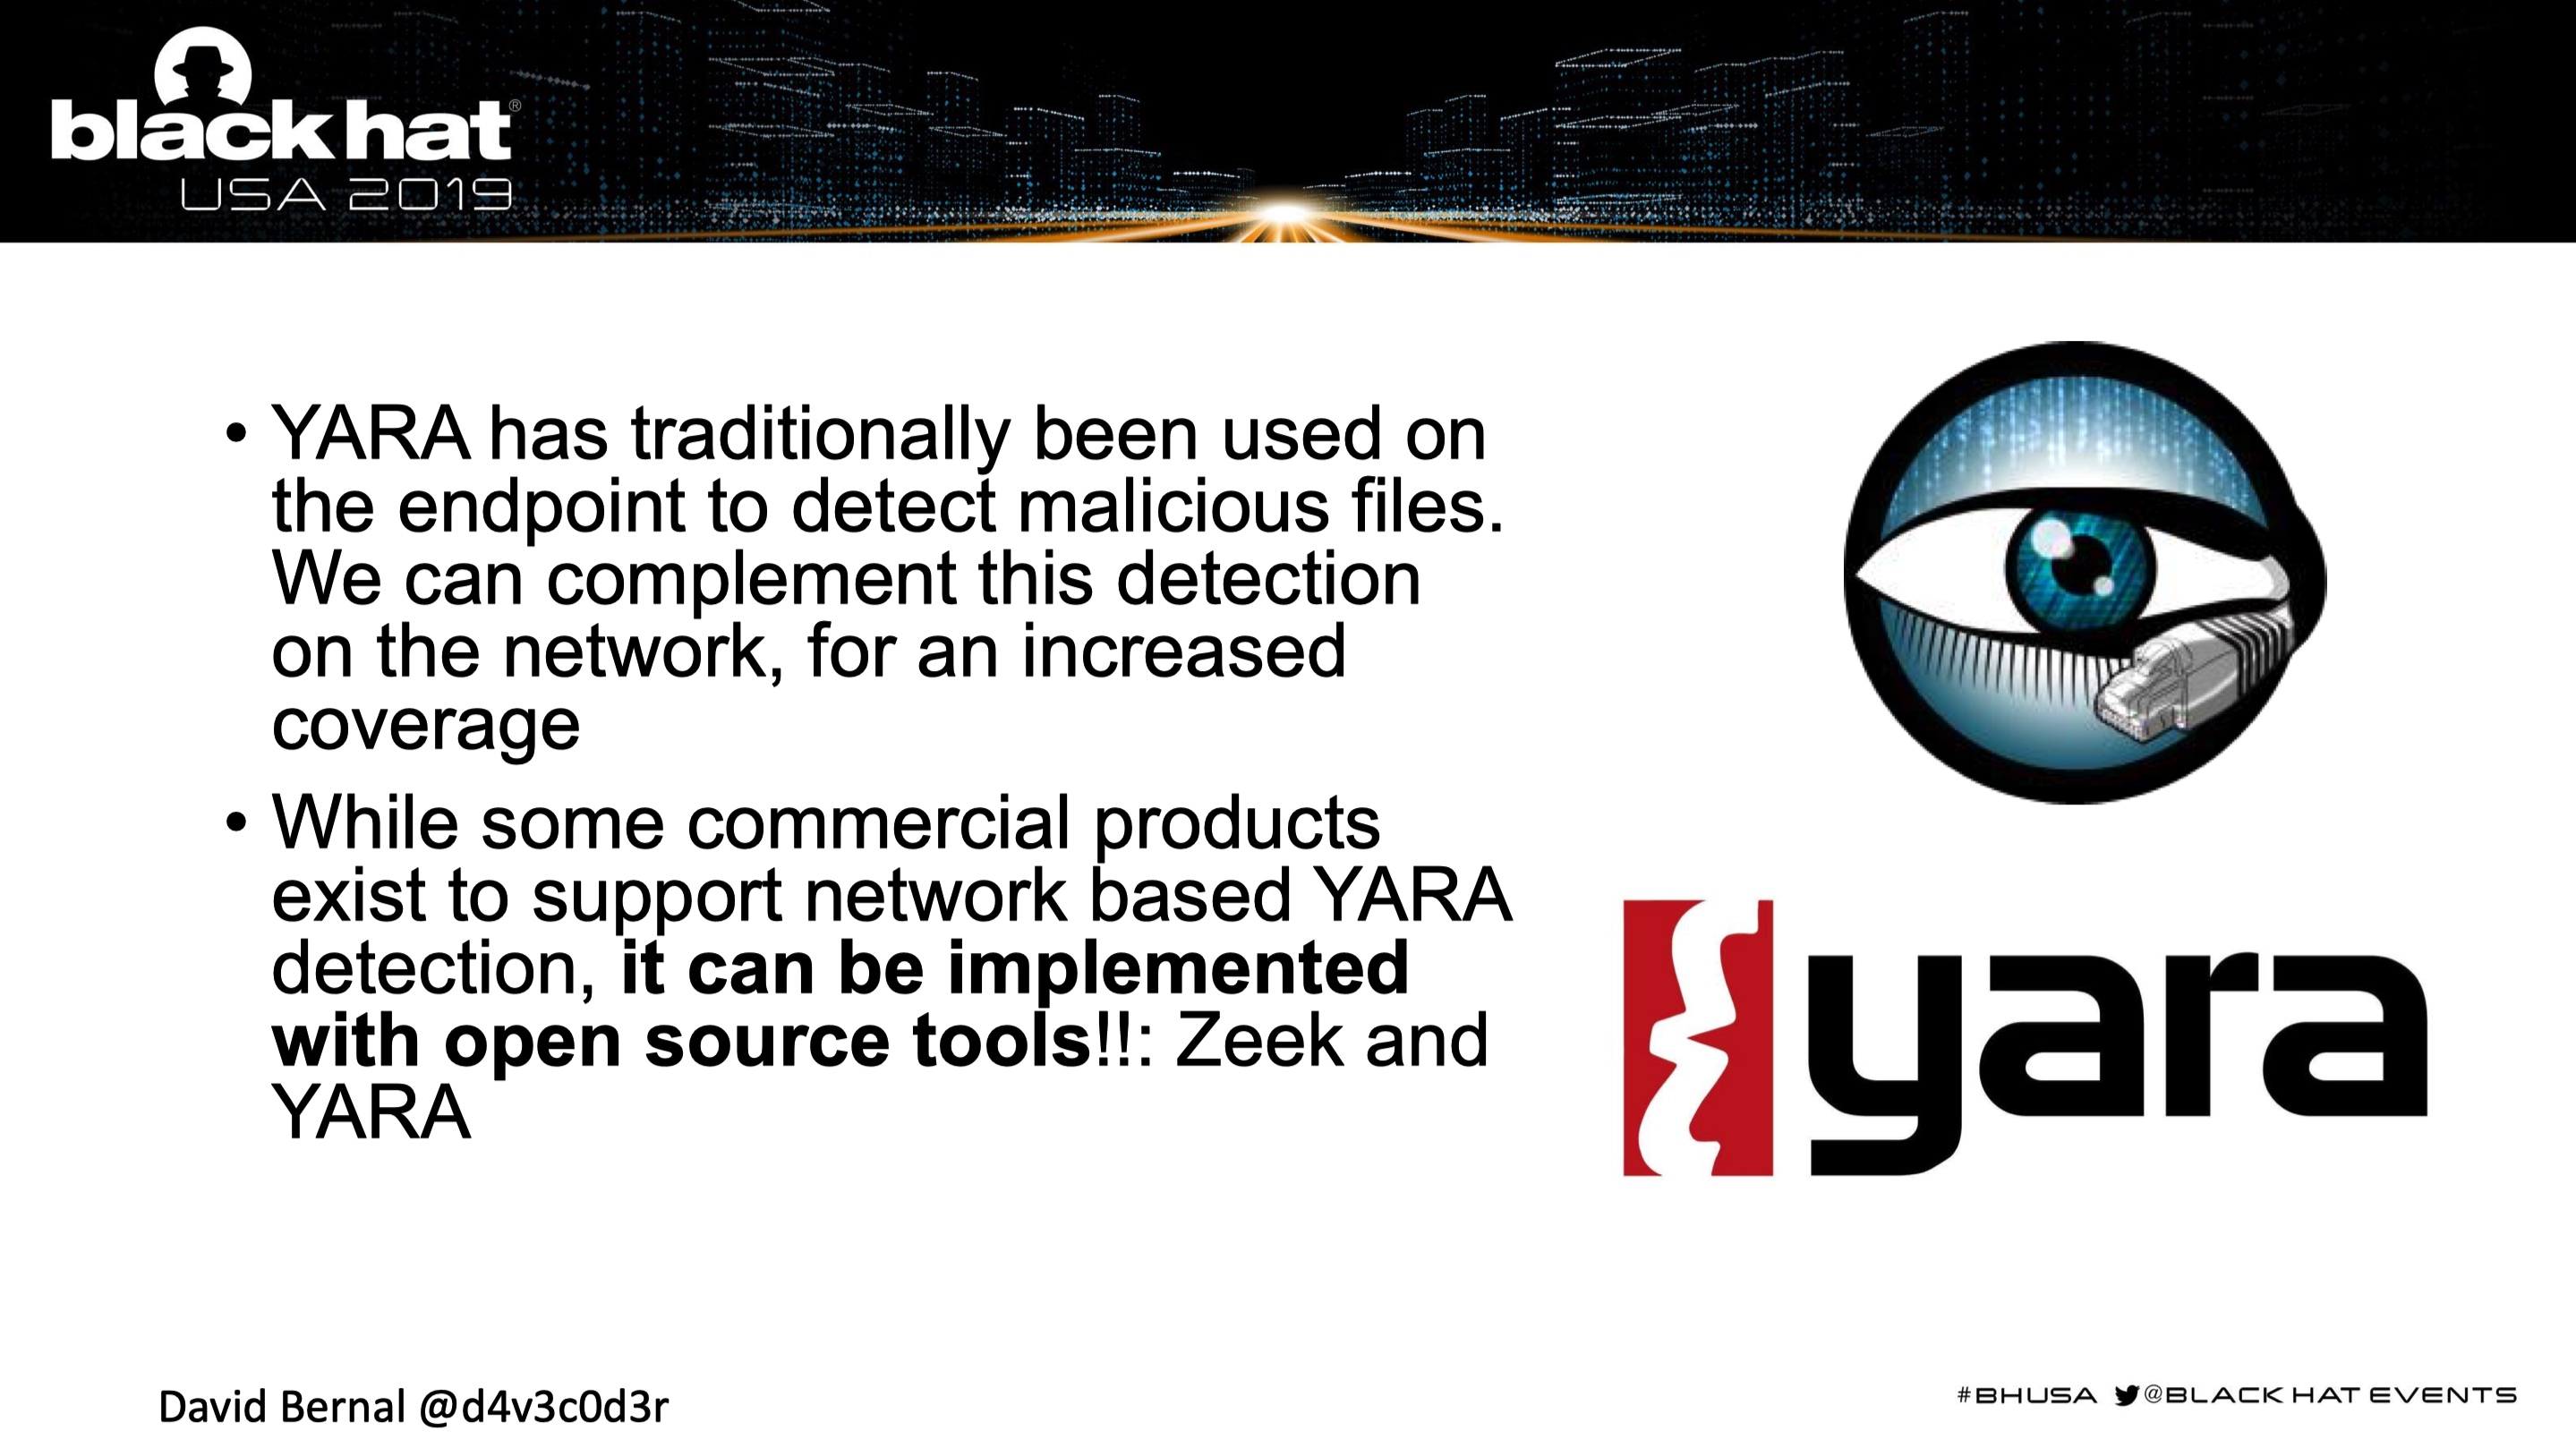 black hat®
USA 2019
• YARA has traditionally been used on
the endpoint to detect malicious files.
We can complement this detection
on the network, for an increased
coverage
• While some commercial products
exist to support network based YARA
detection, it can be implemented
with open source tools!!: Zeek and
YARA
yara
David Bernal @d4v3c0d3r
#BHUSA @BLACK HAT EVENTS